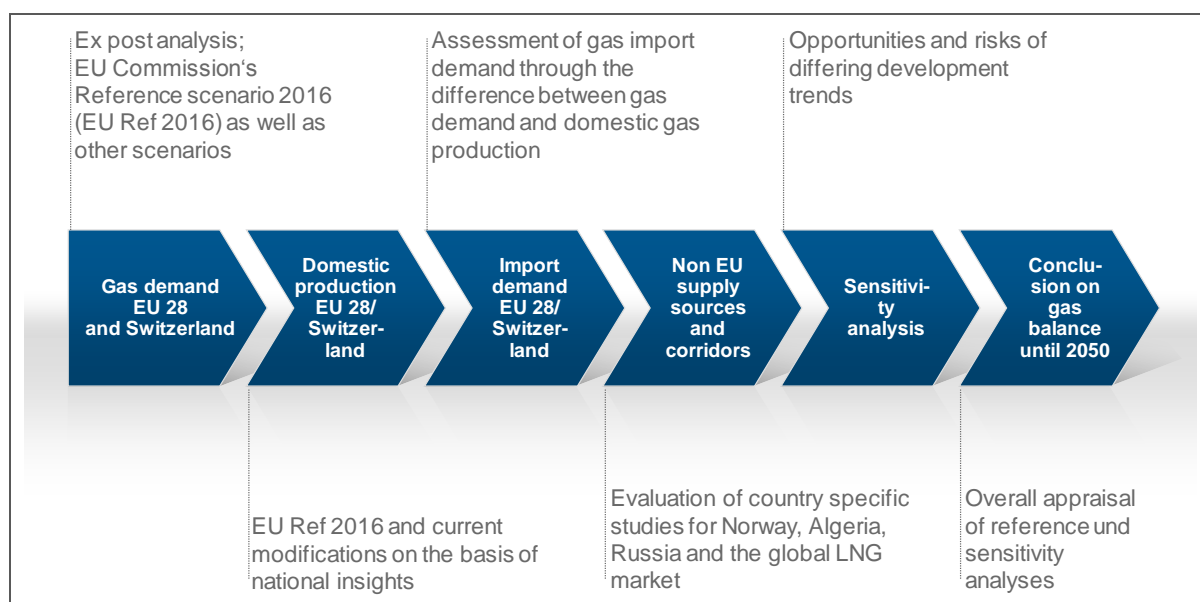 Ex post analysis;
EU Commission‘s
Reference scenario 2016
(EU Ref 2016) as well as
other scenarios
Assessment of gas import
demand through the
difference between gas
demand and domestic gas
production
Opportunities and risks of
differing development
trends
Gas demand
EU 28
and Switzerland
Domestic
production
EU 28/
Switzer-
land
Import
demand
EU 28/
Switzer-
land
Non EU
supply
sources
and
corridors
Sensitivi-
ty
analysis
Conclu-
sion on
gas
balance
until 2050
EU Ref 2016 and current
modifications on the basis of
national insights
Evaluation of country specific
studies for Norway, Algeria,
Russia and the global LNG
market
Overall appraisal
of reference und
sensitivity
analyses